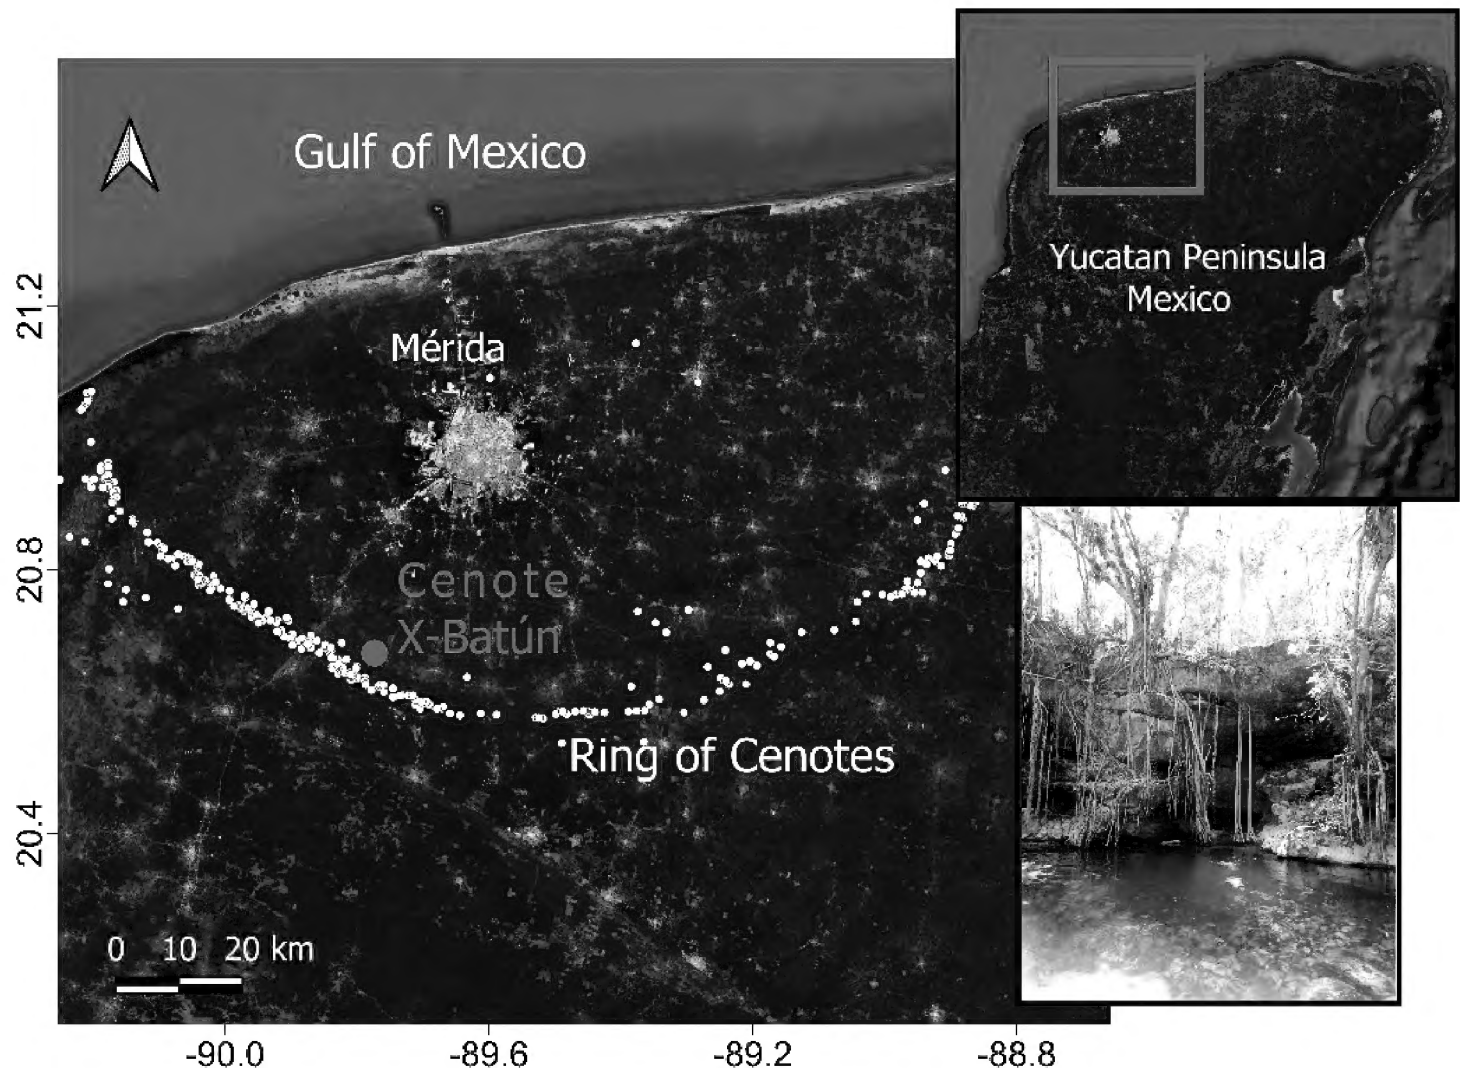 Gulf of Mexico
Yucatan Peninsula
Mexico
21.2
Mérida
20.8
Cenote
X-Batún
Ring of Cenotes
20.4
0 10 20 km
-90.0 -89.6 -89.2 -88.8